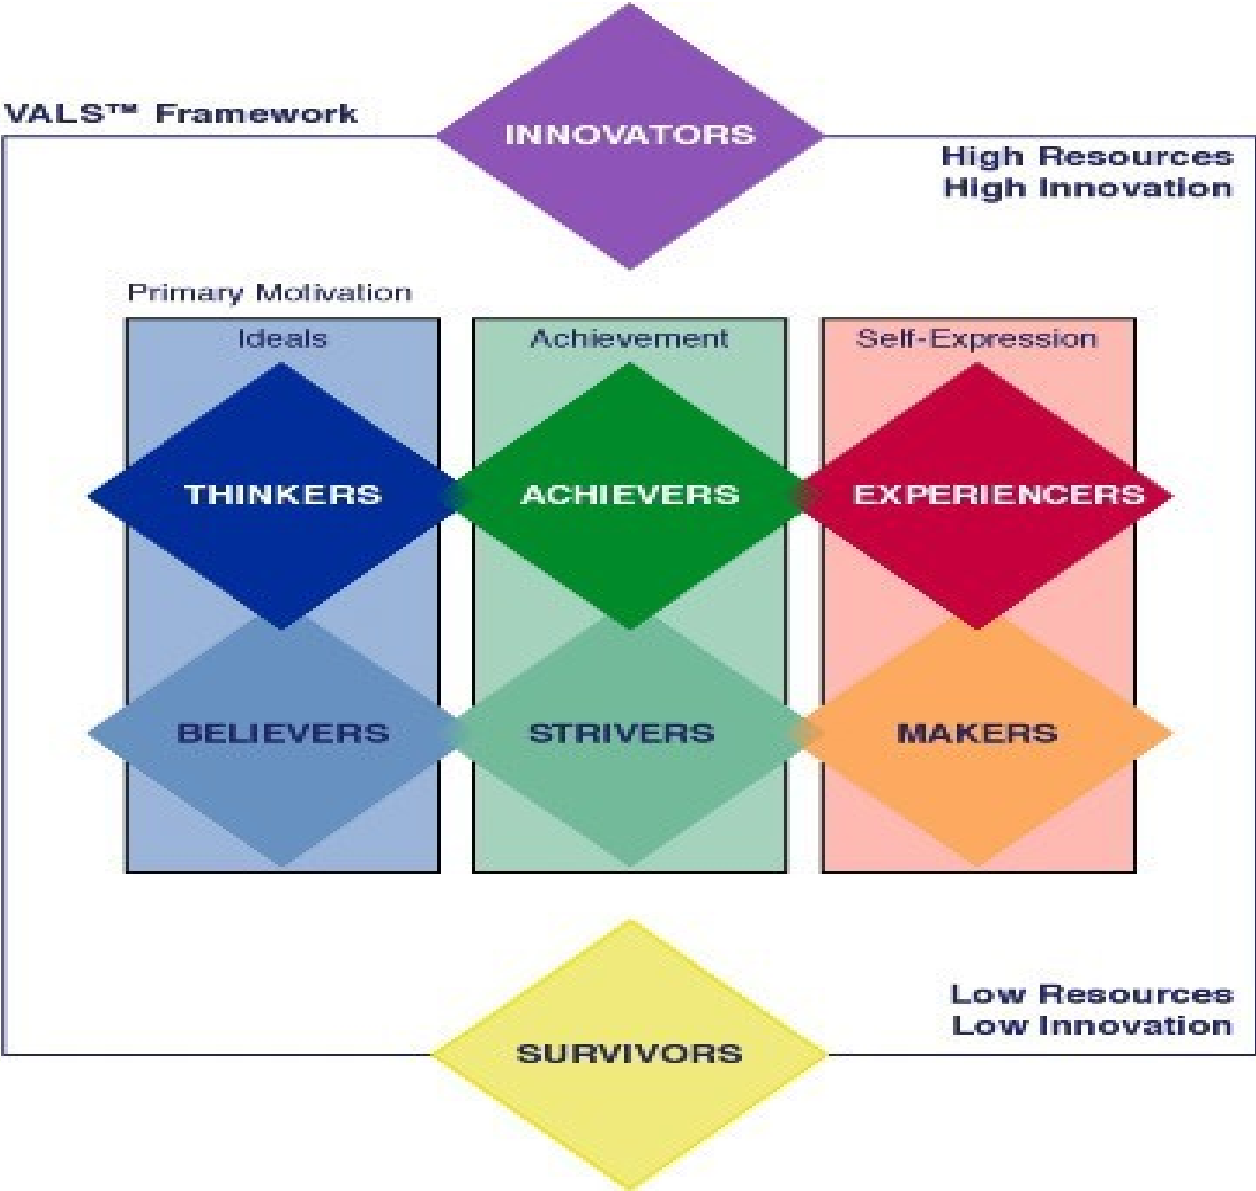 VALS™ Framework
INNOVATORS
High Resources
High Innovation
Primary Motivation
Ideals
Achievement
Self-Expression
THINKERS
ACHIEVERS
EXPERIENCERS
BELIEVERS
STRIVERS
MAKERS
Low Resources
Low Innovation
SURVIVORS